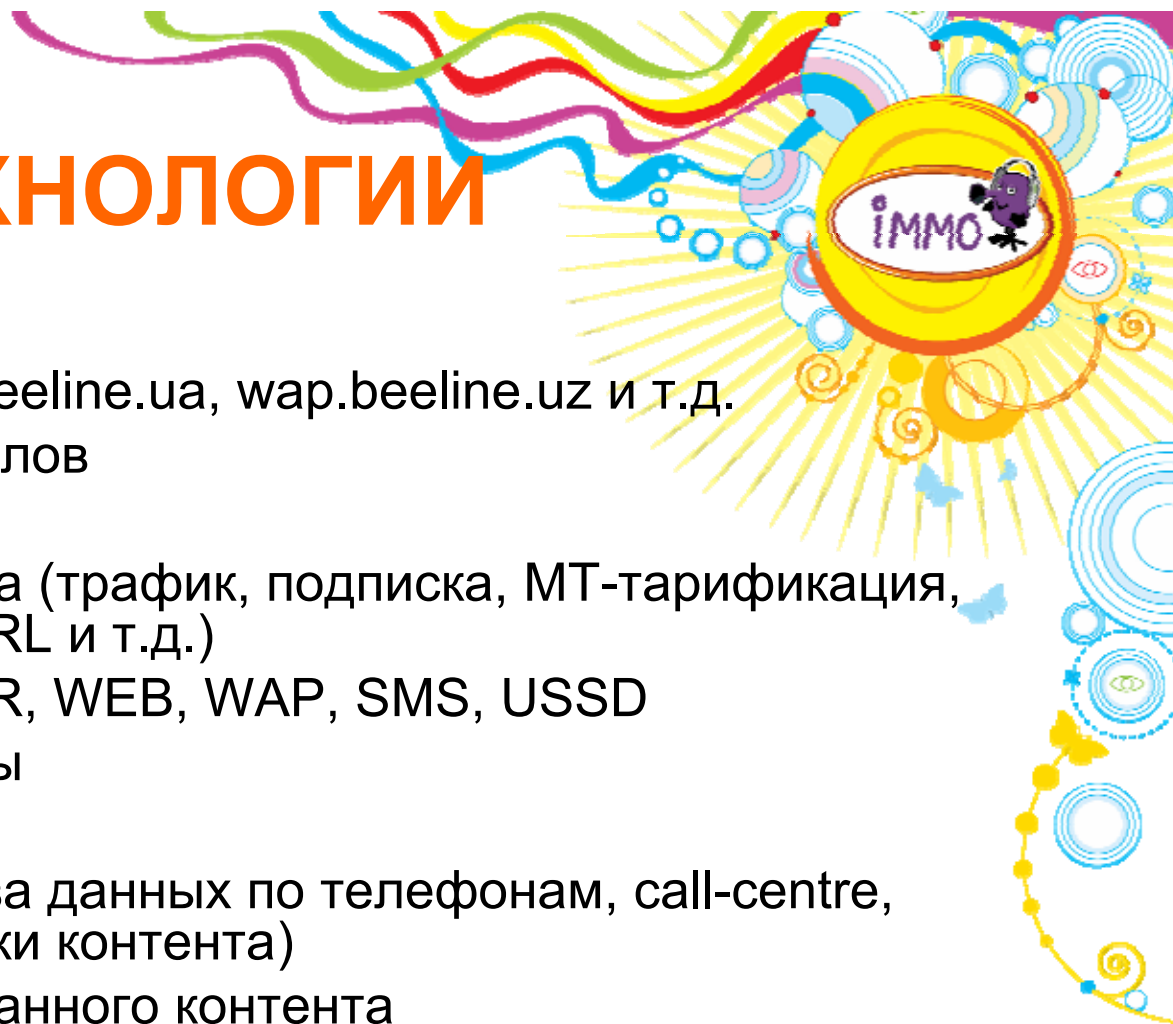 ХНОЛОГИИ
iммо
eeline.ua, wap.beeline.uz и т.д.
лов
а (трафик, подписка, МТ-тарификация,
RL и т.д.)
R, WEB, WAP, SMS, USSD
ы
за данных по телефонам, call-centre,
ки контента)
анного контента